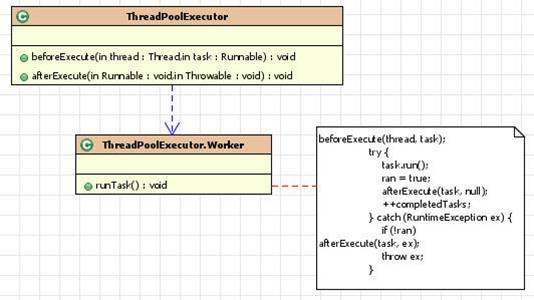 ThreadPoolExecutor
beforeExecute(in thread : Thread,in task : Runnable) : void
afterExecute(in Runnable : void,in Throwable : void) : void
ThreadPoolExecutor.Worker
runTask() : void
beforeExecute(thread, task);
try {
task.run();
ran = true;
afterExecute(task, null);
++completedTasks;
} catch (RuntimeException ex) {
if (!ran)
afterExecute(task, ex);
throw ex;
}